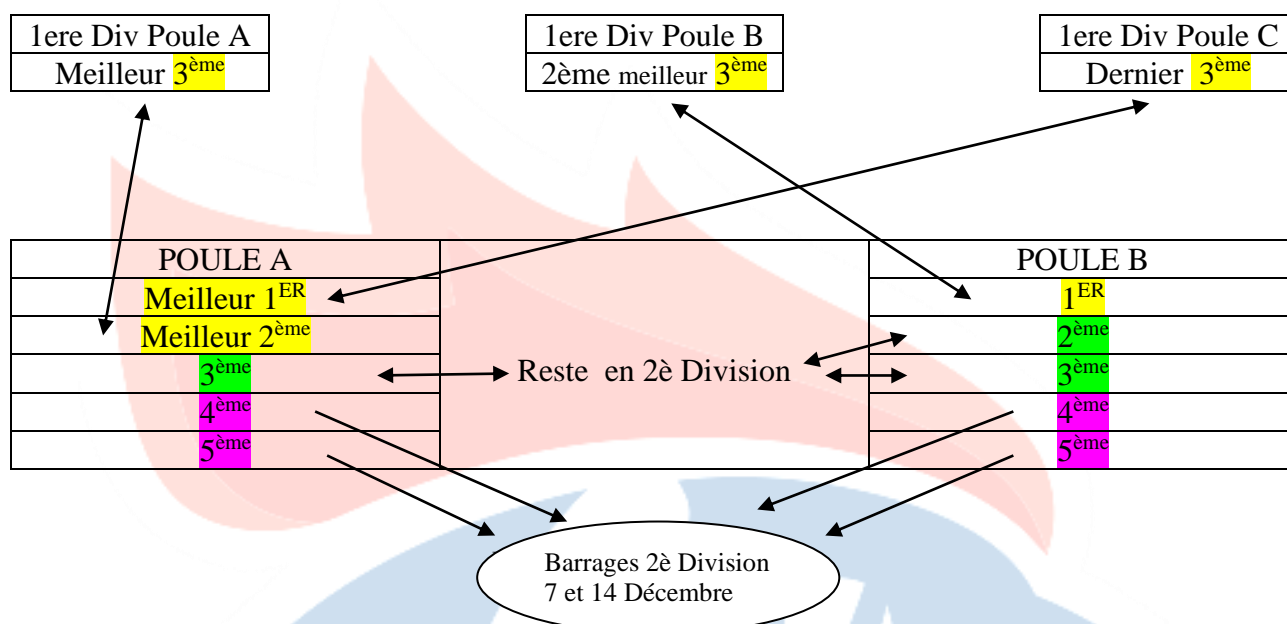 1ere Div Poule A
Meilleur 3ème
1ere Div Poule B
2ème meilleur 3ème
1ere Div Poule C
Dernier 3ème
POULE A
Meilleur 1ER
Meilleur 2ème
3ème
4ème
5ème
Reste en 2è Division
POULE B
1ER
2ème
3ème
4ème
5ème
Barrages 2è Division
7 et 14 Décembre